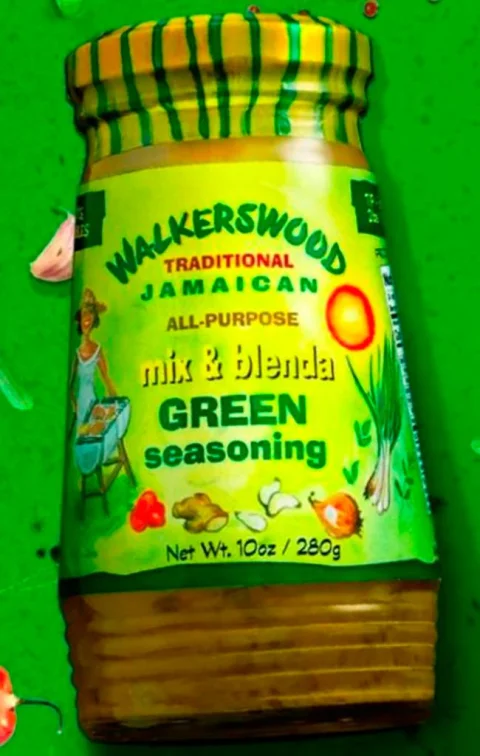 WALKERSWOOD
TRADITIONAL
JAMAICAN
ALL-PURPOSE
mix & blenda
GREEN
seasoning
Net Wt. 10oz / 280g